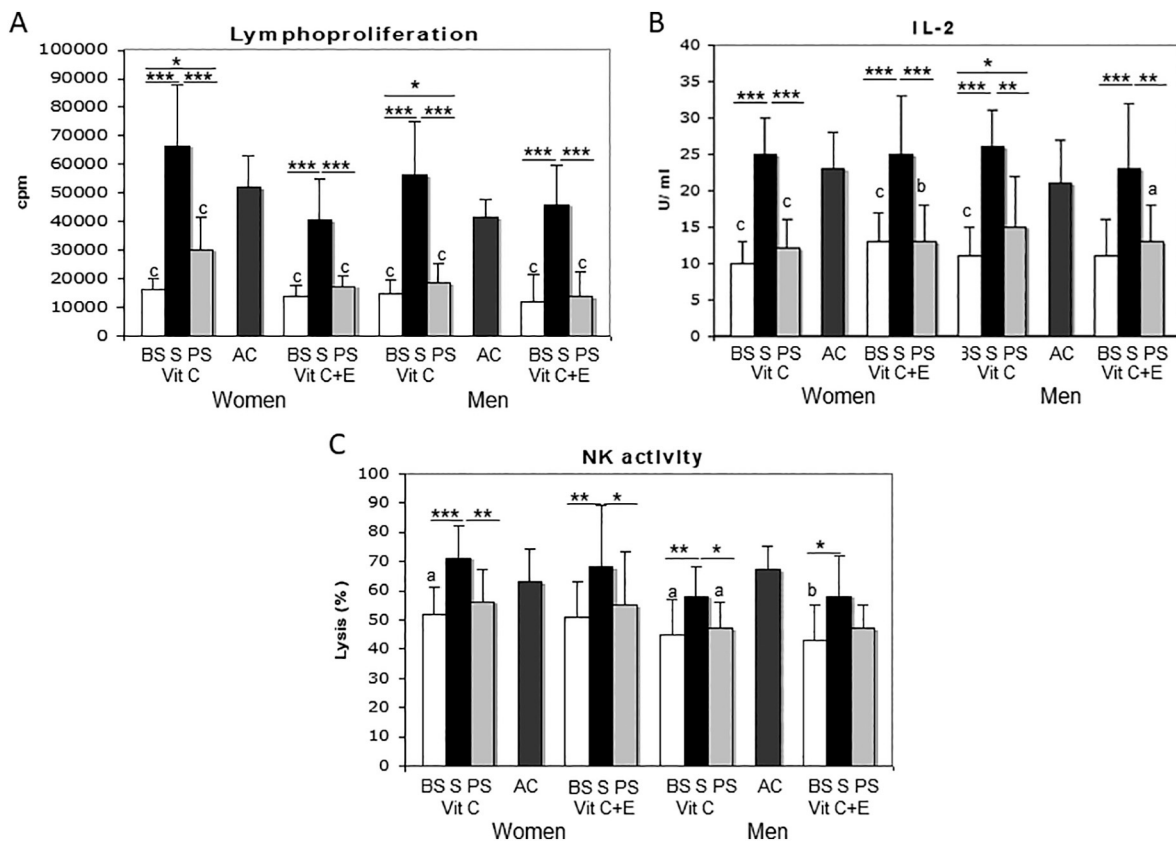 A
Lymphoproliferation
cpm
100000
90000
80000
70000
60000
50000
40000
30000
20000
10000
0
*
*** ***
c
c
*** ***
c
c
*
*** ***
c
c
*** ***
c
c
BS S PS
AC
BS S PS
BS S PS
AC
BS S PS
Vit C
Vit C+E
Vit C
Vit C+E
Women
Men
B
IL-2
U/ ml
40
35
30
25
20
15
10
5
0
*** ***
c
c
*** ***
c
b
*
*** **
c
*** **
a
BS S PS
AC
BS S PS
BS S PS
AC
BS S PS
Vit C
Vit C+E
Vit C
Vit C+E
Women
Men
C
NK activity
Lysis (%)
100
90
80
70
60
50
40
30
20
10
0
*** **
a
** *
** *
a
a
*
b
BS S PS
AC
BS S PS
BS S PS
AC
BS S PS
Vit C
Vit C+E
Vit C
Vit C+E
Women
Men